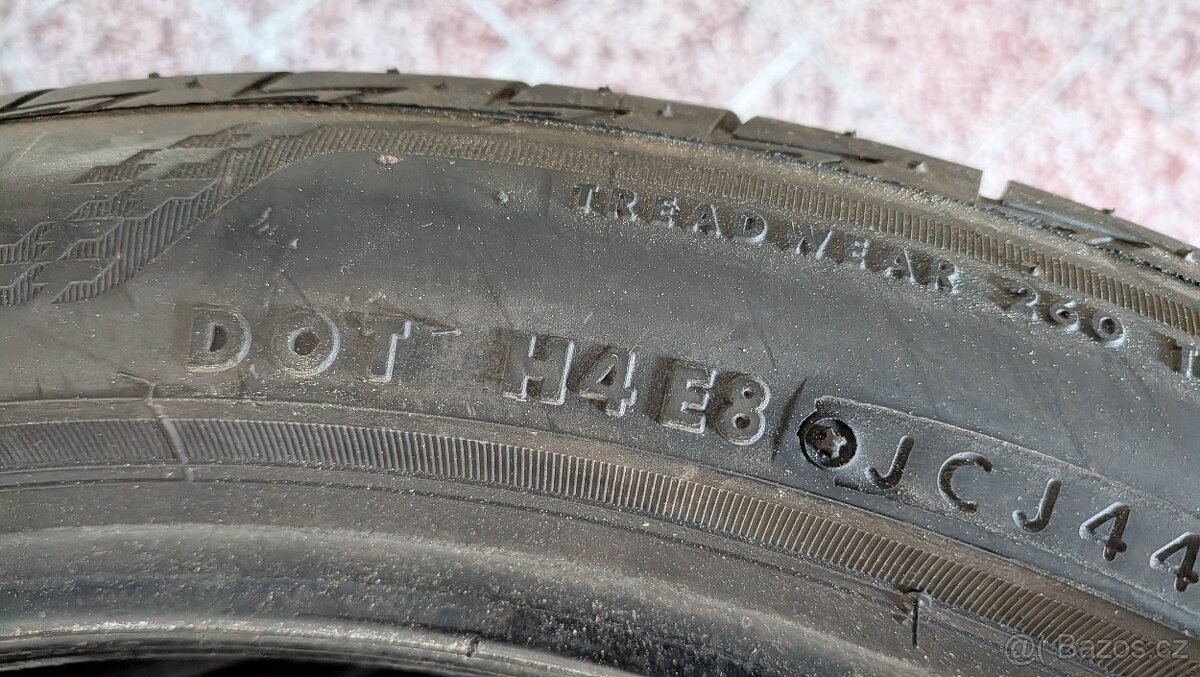 TREADWEAR 260 T
DOT H4E8 JCJ44
@( Bazos.cz